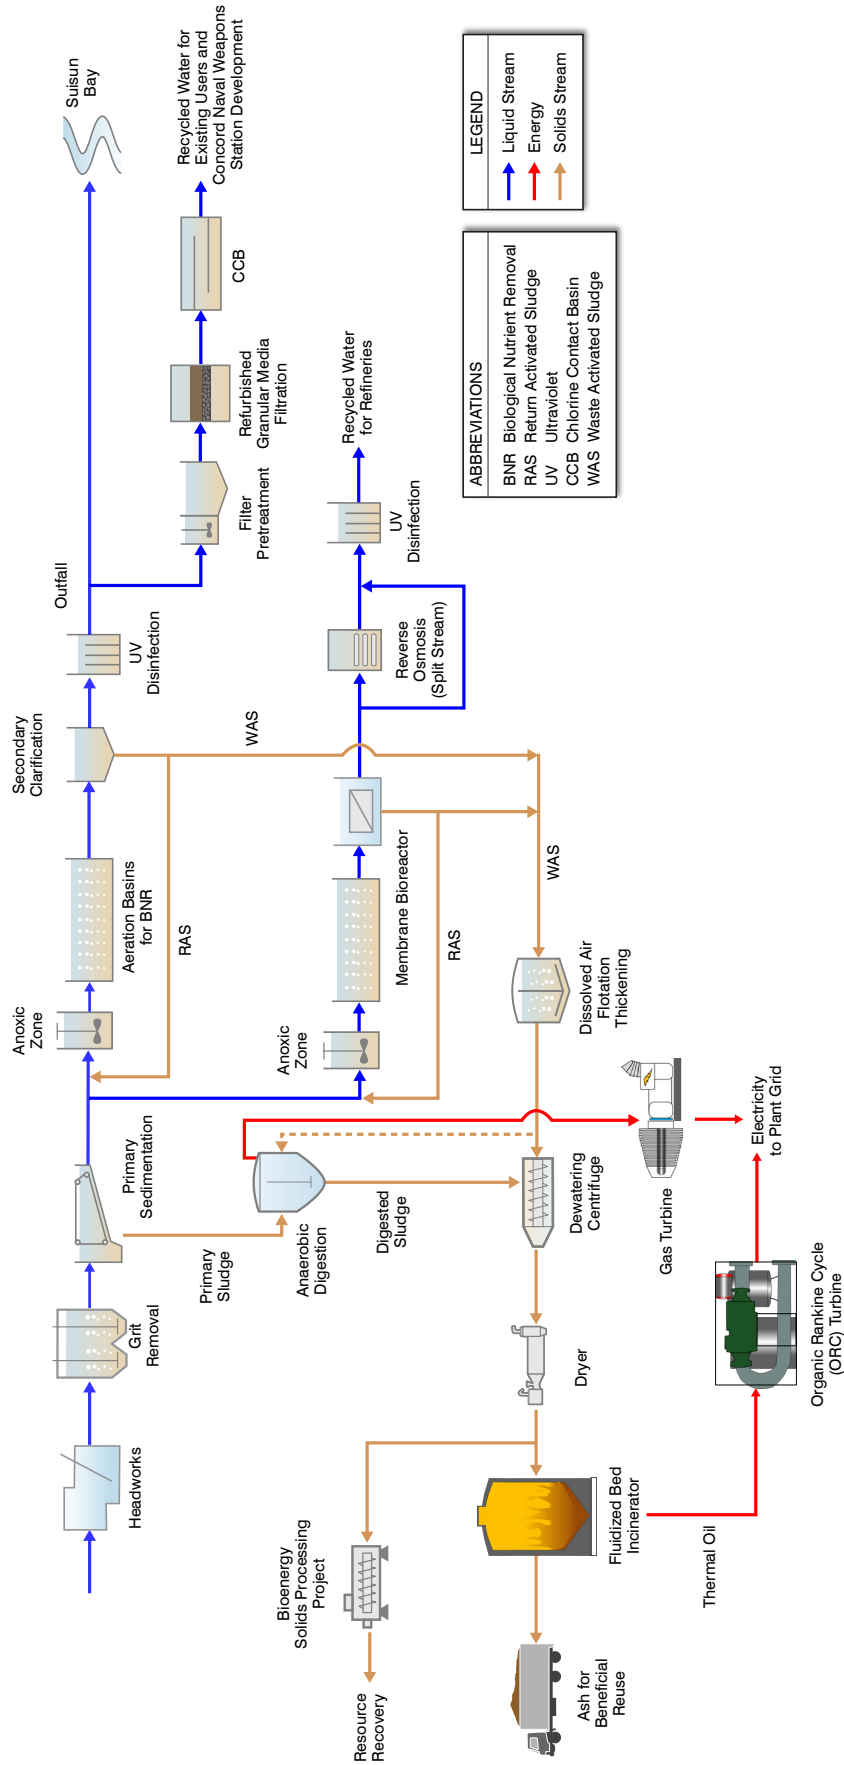 Headworks
Grit
Removal
Primary
Sedimentation
Anoxic
Zone
Aeration Basins
for BNR
Secondary
Clarification
UV
Disinfection
Outfall
Suisun
Bay
RAS
WAS
Filter
Pretreatment
Refurbished
Granular Media
Filtration
CCB
Recycled Water for
Existing Users and
Concord Naval Weapons
Station Development
Primary
Sludge
Anaerobic
Digestion
Digested
Sludge
Anoxic
Zone
Membrane Bioreactor
RAS
Reverse
Osmosis
(Split Stream)
UV
Disinfection
Recycled Water
for Refineries
WAS
Dissolved Air
Flotation
Thickening
Dewatering
Centrifuge
Dryer
Bioenergy
Solids Processing
Project
Resource
Recovery
Fluidized Bed
Incinerator
Ash for
Beneficial
Reuse
Thermal Oil
Organic Rankine Cycle
(ORC) Turbine
Gas Turbine
Electricity
to Plant Grid
ABBREVIATIONS
BNR Biological Nutrient Removal
RAS Return Activated Sludge
UV Ultraviolet
CCB Chlorine Contact Basin
WAS Waste Activated Sludge
LEGEND
Liquid Stream
Energy
Solids Stream